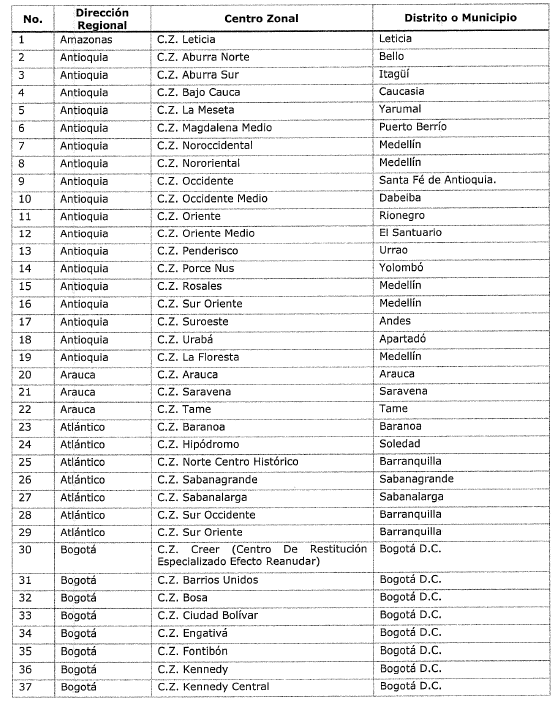 No. Dirección Regional Centro Zonal Distrito o Municipio
1 Amazonas C.Z. Leticia Leticia
2 Antioquia C.Z. Aburra Norte Bello
3 Antioquia C.Z. Aburra Sur Itagüí
4 Antioquia C.Z. Bajo Cauca Caucasia
5 Antioquia C.Z. La Meseta Yarumal
6 Antioquia C.Z. Magdalena Medio Puerto Berrío
7 Antioquia C.Z. Noroccidental Medellín
8 Antioquia C.Z. Nororiental Medellín
9 Antioquia C.Z. Occidente Santa Fé de Antioquia.
10 Antioquia C.Z. Occidente Medio Dabeiba
11 Antioquia C.Z. Oriente Rionegro
12 Antioquia C.Z. Oriente Medio El Santuario
13 Antioquia C.Z. Penderisco Urrao
14 Antioquia C.Z. Porce Nus Yolombó
15 Antioquia C.Z. Rosales Medellín
16 Antioquia C.Z. Sur Oriente Medellín
17 Antioquia C.Z. Suroeste Andes
18 Antioquia C.Z. Urabá Apartadó
19 Antioquia C.Z. La Floresta Medellín
20 Arauca C.Z. Arauca Arauca
21 Arauca C.Z. Saravena Saravena
22 Arauca C.Z. Tame Tame
23 Atlántico C.Z. Baranoa Baranoa
24 Atlántico C.Z. Hipódromo Soledad
25 Atlántico C.Z. Norte Centro Histórico Barranquilla
26 Atlántico C.Z. Sabanagrande Sabanagrande
27 Atlántico C.Z. Sabanalarga Sabanalarga
28 Atlántico C.Z. Sur Occidente Barranquilla
29 Atlántico C.Z. Sur Oriente Barranquilla
30 Bogotá C.Z. Creer (Centro De Restitución Bogotá D.C.
Especializado Efecto Reanudar)
31 Bogotá C.Z. Barrios Unidos Bogotá D.C.
32 Bogotá C.Z. Bosa Bogotá D.C.
33 Bogotá C.Z. Ciudad Bolívar Bogotá D.C.
34 Bogotá C.Z. Engativá Bogotá D.C.
35 Bogotá C.Z. Fontibón Bogotá D.C.
36 Bogotá C.Z. Kennedy Bogotá D.C.
37 Bogotá C.Z. Kennedy Central Bogotá D.C.